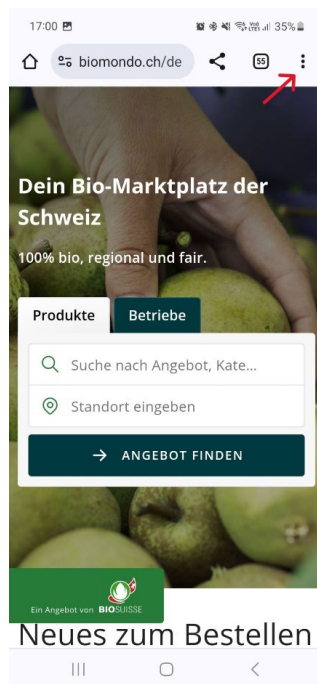 17:00 35%
biomondo.ch/de 55
Dein Bio-Marktplatz der
Schweiz
100% bio, regional und fair.
Produkte Betriebe
Suche nach Angebot, Kate...
Standort eingeben
→ ANGEBOT FINDEN
Ein Angebot von BIOSUISSE
Neues zum Bestellen